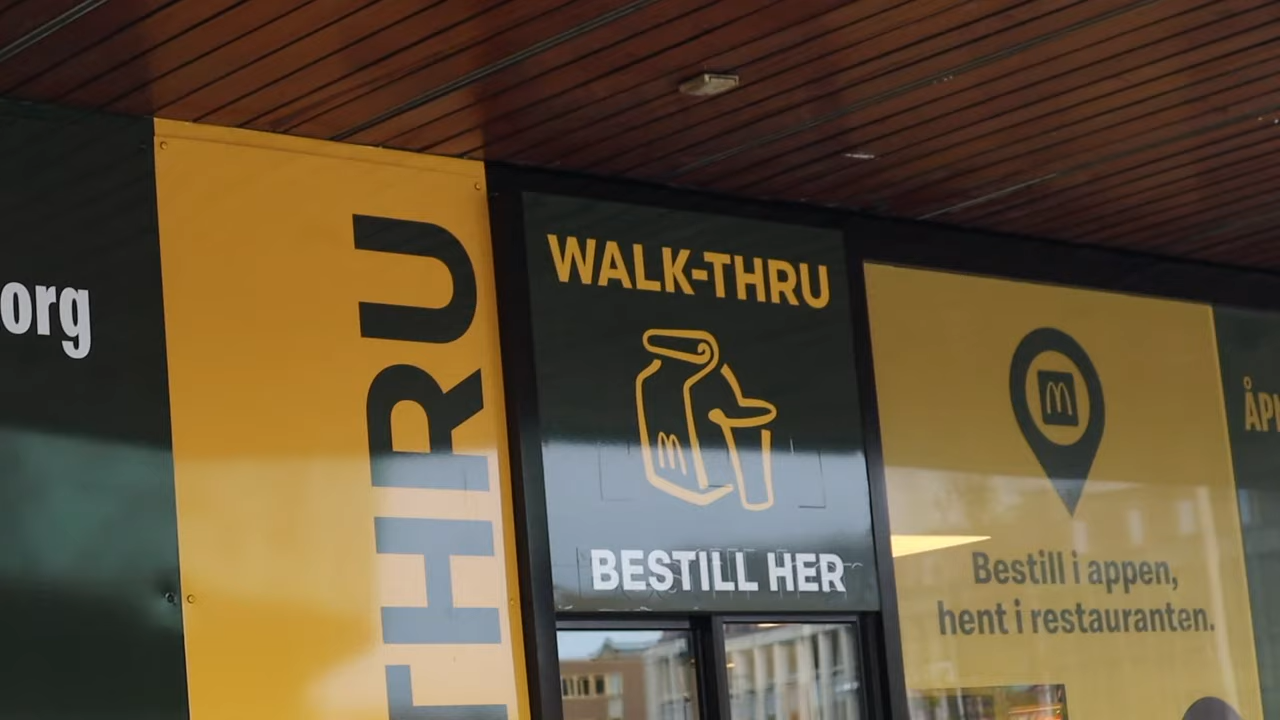 org
THRU
WALK-THRU
BESTILL HER
Bestill i appen,
hent i restauranten.